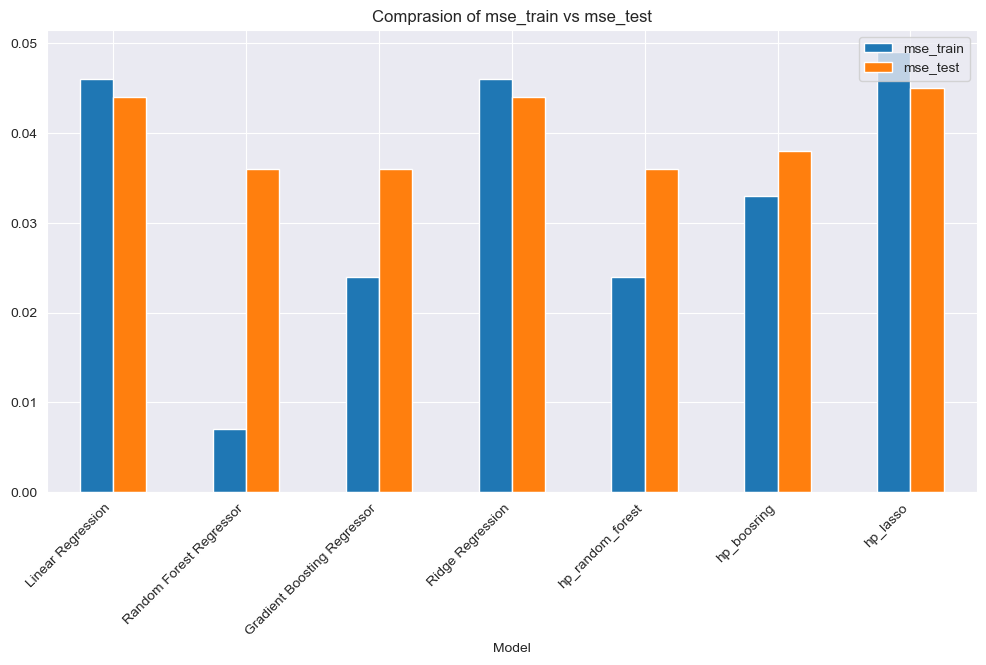 Comprasion of mse_train vs mse_test
mse_train
mse_test
0.05
0.04
0.03
0.02
0.01
0.00
Linear Regression
Random Forest Regressor
Gradient Boosting Regressor
Ridge Regression
hp_random_forest
hp_boosring
hp_lasso
Model